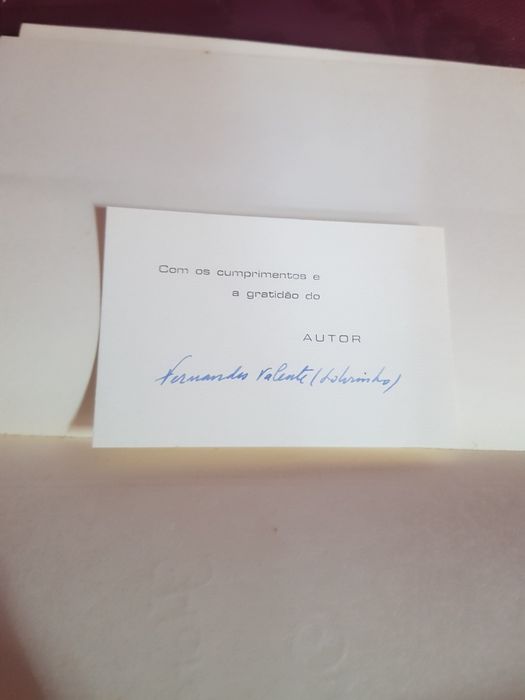 Com os cumprimentos e
a gratidão do
AUTOR
Fernandes Valente (Sobrinho)